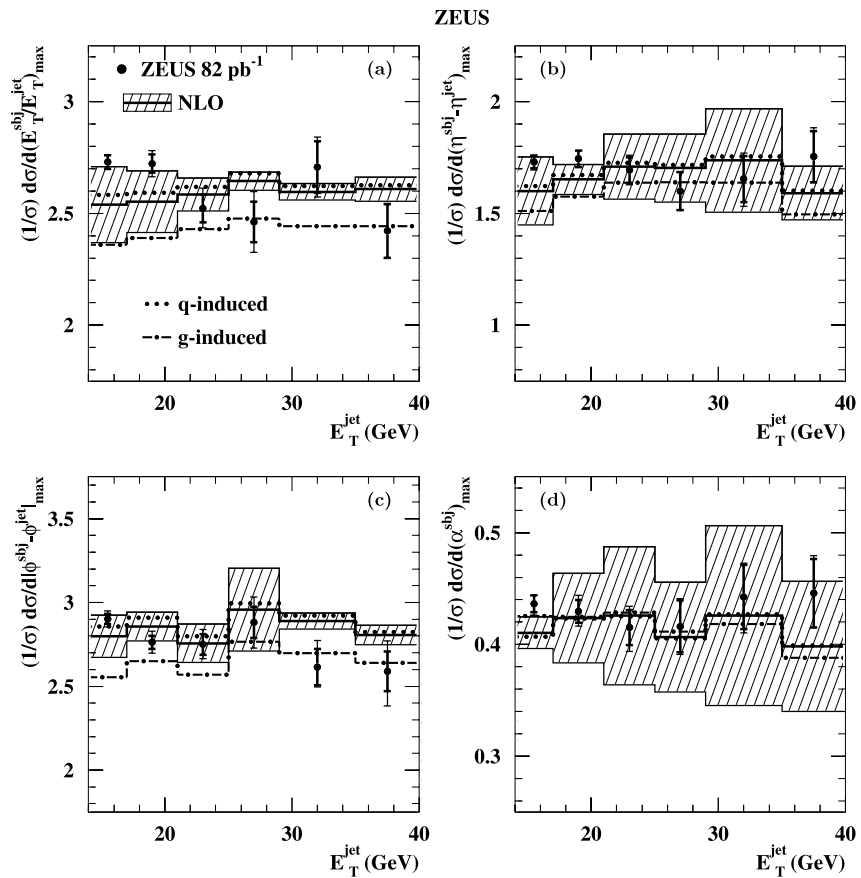 ZEUS
(a)
ZEUS 82 pb⁻¹
NLO
q-induced
g-induced
(1/σ) dσ/d(E_T^sbj/E_T^jet)_max
3
2.5
2
20
30
40
E_T^jet (GeV)
(b)
(1/σ) dσ/d(η^sbj-η^jet)_max
2
1.5
1
20
30
40
E_T^jet (GeV)
(c)
(1/σ) dσ/d|φ^sbj-φ^jet|_max
3.5
3
2.5
2
20
30
40
E_T^jet (GeV)
(d)
(1/σ) dσ/d(α^sbj)_max
0.5
0.4
0.3
20
30
40
E_T^jet (GeV)